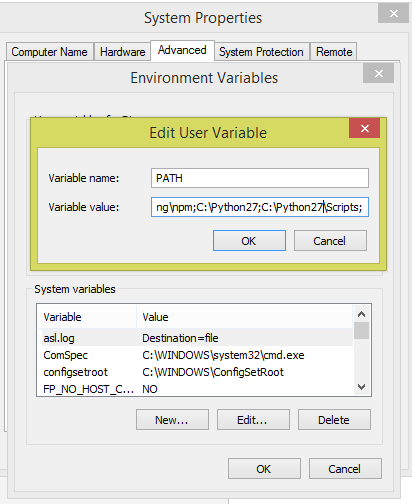 System Properties
Computer Name Hardware Advanced System Protection Remote
Environment Variables
Edit User Variable
Variable name: PATH
Variable value: ng\npm;C:\Python27;C:\Python27\Scripts;
OK Cancel
System variables
Variable Value
asl.log Destination=file
ComSpec C:\WINDOWS\system32\cmd.exe
configsetroot C:\WINDOWS\ConfigSetRoot
FP_NO_HOST_C... NO
New... Edit... Delete
OK Cancel